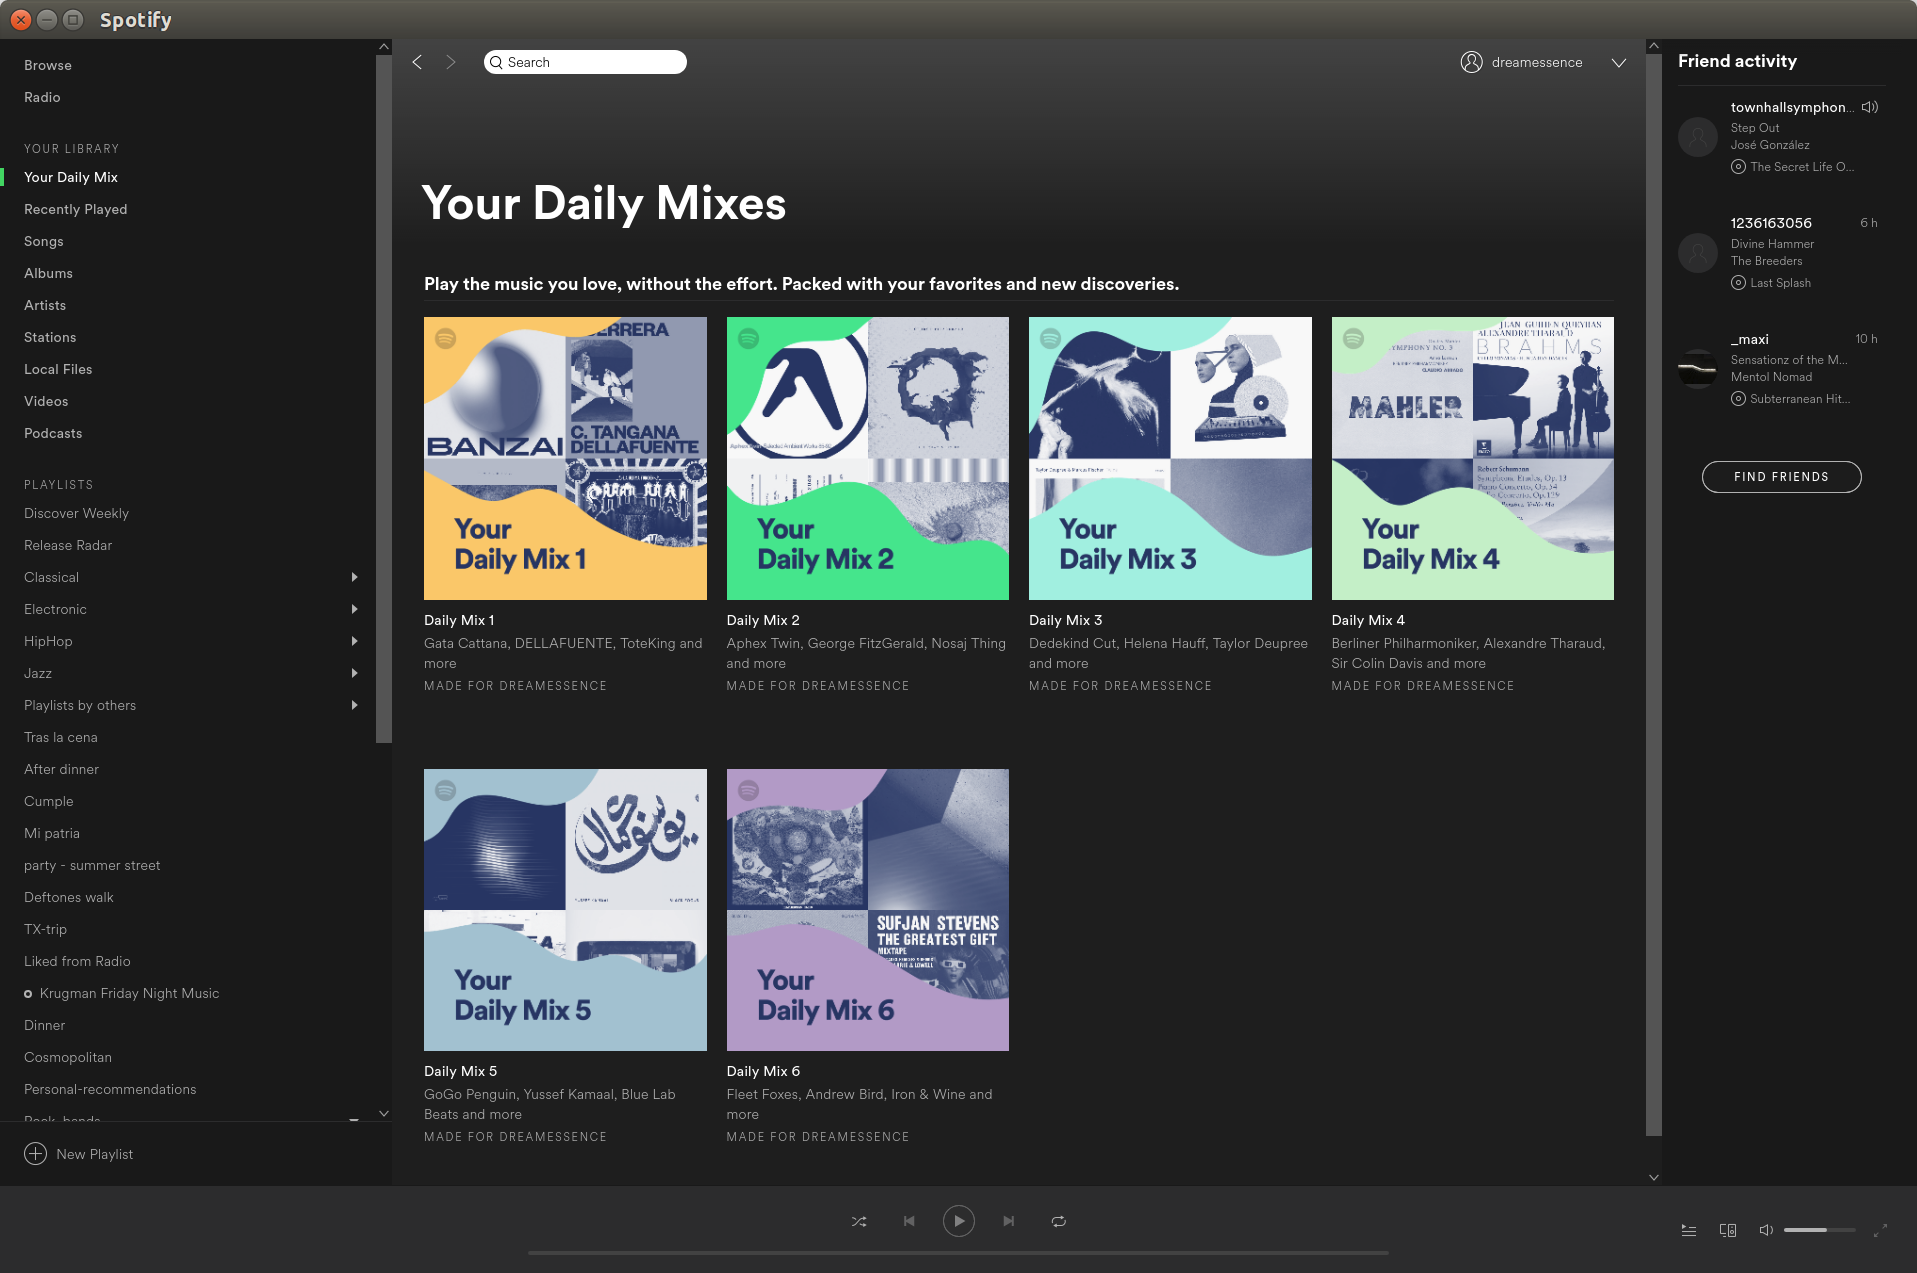 Spotify
Browse
Radio
YOUR LIBRARY
Your Daily Mix
Recently Played
Songs
Albums
Artists
Stations
Local Files
Videos
Podcasts
PLAYLISTS
Discover Weekly
Release Radar
Classical
Electronic
HipHop
Jazz
Playlists by others
Tras la cena
After dinner
Cumple
Mi patria
party - summer street
Deftones walk
TX-trip
Liked from Radio
Krugman Friday Night Music
Dinner
Cosmopolitan
Personal-recommendations
New Playlist
Search
dreamessence
Your Daily Mixes
Play the music you love, without the effort. Packed with your favorites and new discoveries.
BANZAI
C. TANGANA
DELLAFUENTE
Your
Daily Mix 1
Daily Mix 1
Gata Cattana, DELLAFUENTE, ToteKing and
more
MADE FOR DREAMESSENCE
Your
Daily Mix 2
Daily Mix 2
Aphex Twin, George FitzGerald, Nosaj Thing
and more
MADE FOR DREAMESSENCE
Taylor Deupree & Marcus Fischer
Your
Daily Mix 3
Daily Mix 3
Dedekind Cut, Helena Hauff, Taylor Deupree
and more
MADE FOR DREAMESSENCE
MAHLER
ALEXANDRE THARAUD
BRAHMS
Robert Schumann
Your
Daily Mix 4
Daily Mix 4
Berliner Philharmoniker, Alexandre Tharaud,
Sir Colin Davis and more
MADE FOR DREAMESSENCE
Your
Daily Mix 5
Daily Mix 5
GoGo Penguin, Yussef Kamaal, Blue Lab
Beats and more
MADE FOR DREAMESSENCE
SUFJAN STEVENS
THE GREATEST GIFT
MIXTAPE
Your
Daily Mix 6
Daily Mix 6
Fleet Foxes, Andrew Bird, Iron & Wine and
more
MADE FOR DREAMESSENCE
Friend activity
townhallsymphon...
Step Out
José González
The Secret Life O...
1236163056 6 h
Divine Hammer
The Breeders
Last Splash
_maxi 10 h
Sensationz of the M...
Mentol Nomad
Subterranean Hit...
FIND FRIENDS